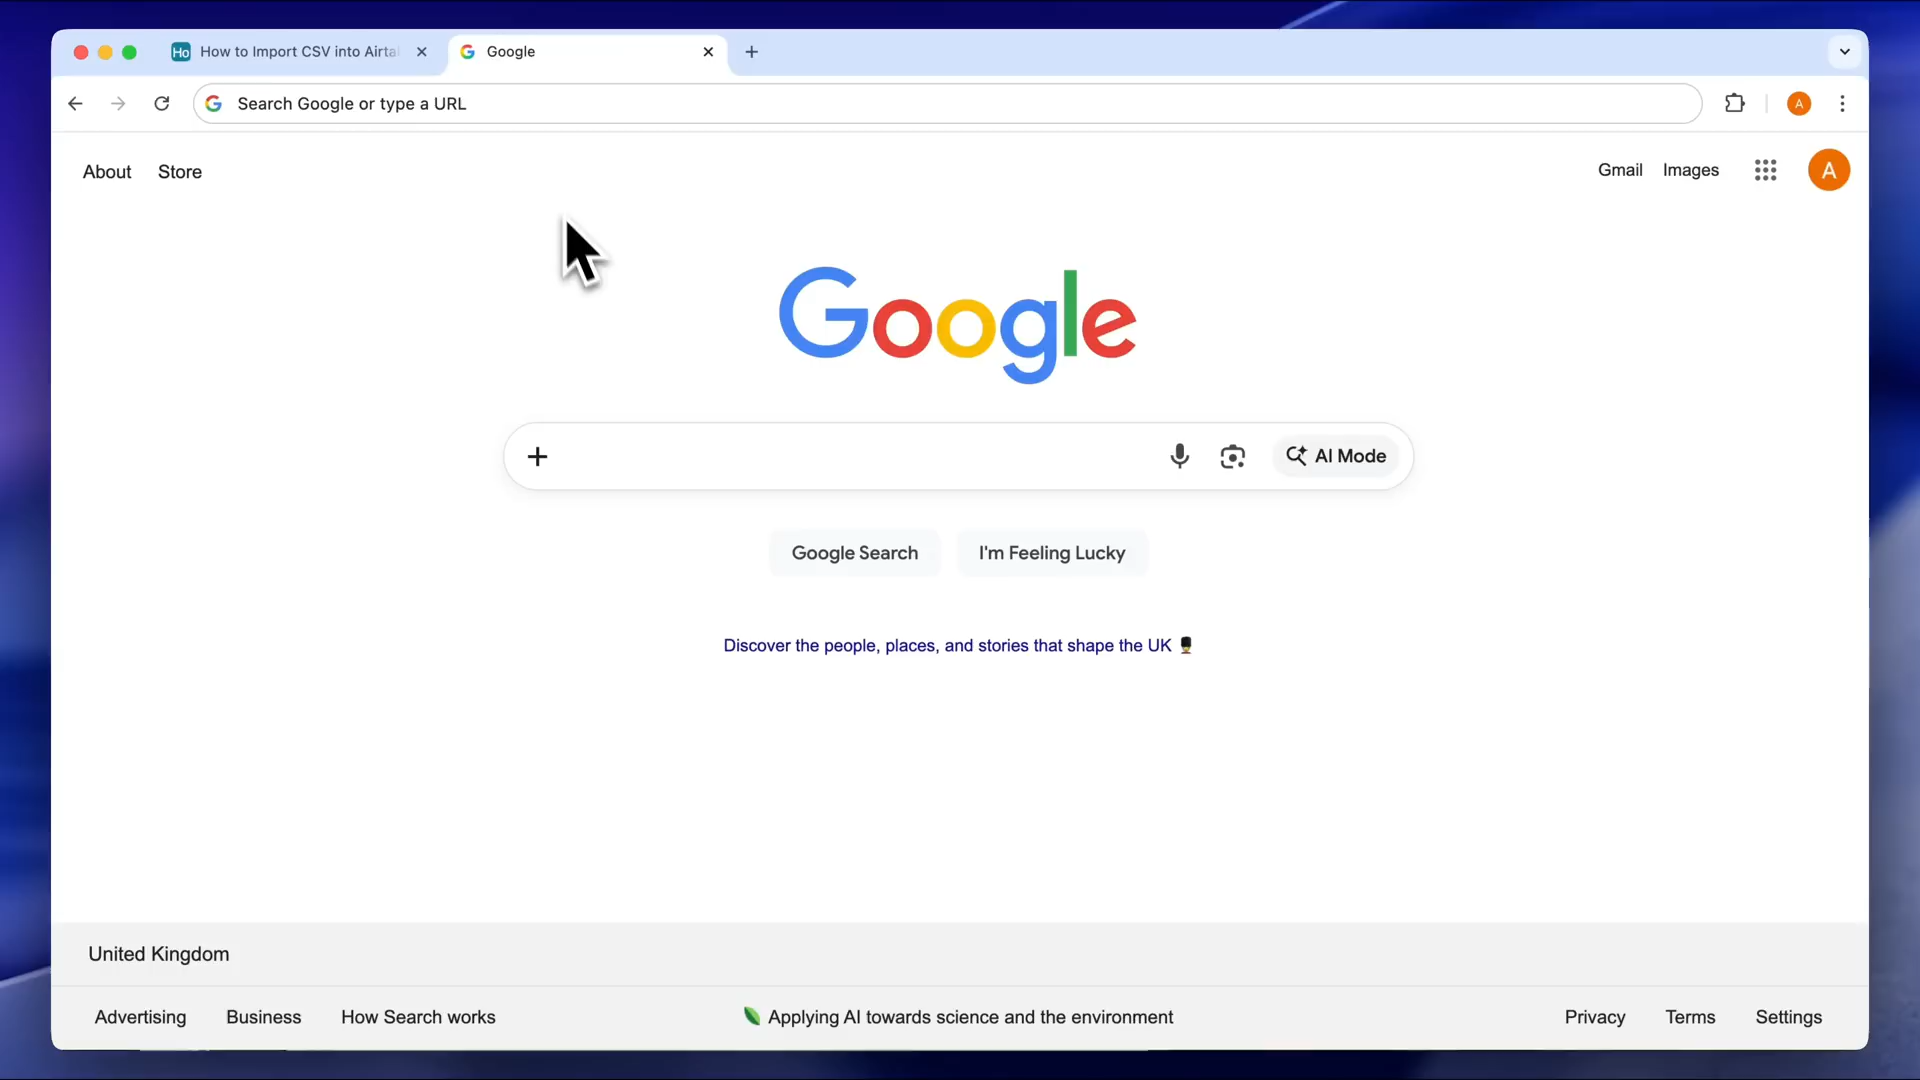 Ho How to Import CSV into Airta
Google
Search Google or type a URL
A
About Store
Gmail Images A
Google
AI Mode
Google Search I'm Feeling Lucky
Discover the people, places, and stories that shape the UK
United Kingdom
Advertising Business How Search works
Applying AI towards science and the environment
Privacy Terms Settings